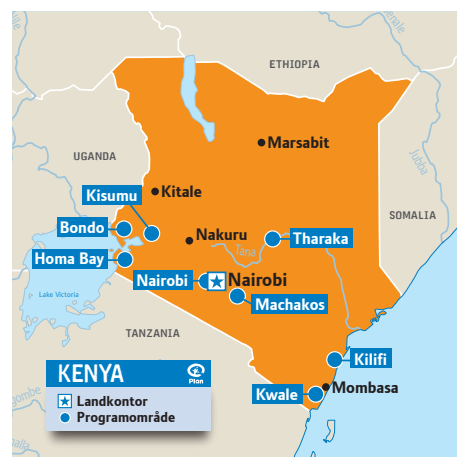 ETHIOPIA
Marsabit
UGANDA
Kisumu
Kitale
Jubba
SOMALIA
Bondo
Nakuru
Tana
Tharaka
Homa Bay
Nairobi
Nairobi
Lake Victoria
Machakos
TANZANIA
Kilifi
KENYA
Plan
Kwale
Mombasa
Landkontor
Programområde